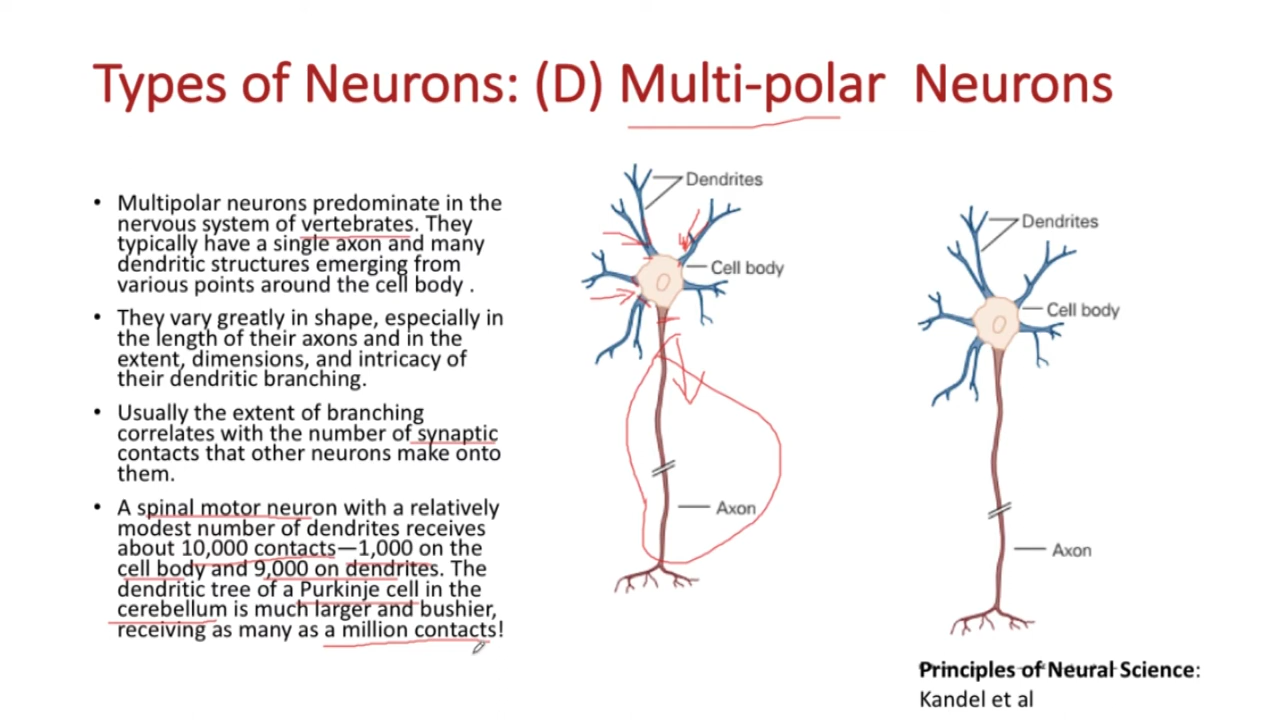 Types of Neurons: (D) Multi-polar Neurons
• Multipolar neurons predominate in the
nervous system of vertebrates. They
typically have a single axon and many
dendritic structures emerging from
various points around the cell body .
• They vary greatly in shape, especially in
the length of their axons and in the
extent, dimensions, and intricacy of
their dendritic branching.
• Usually the extent of branching
correlates with the number of synaptic
contacts that other neurons make onto
them.
• A spinal motor neuron with a relatively
modest number of dendrites receives
about 10,000 contacts—1,000 on the
cell body and 9,000 on dendrites. The
dendritic tree of a Purkinje cell in the
cerebellum is much larger and bushier,
receiving as many as a million contacts!
Dendrites
Cell body
Axon
Dendrites
Cell body
Axon
Principles of Neural Science:
Kandel et al